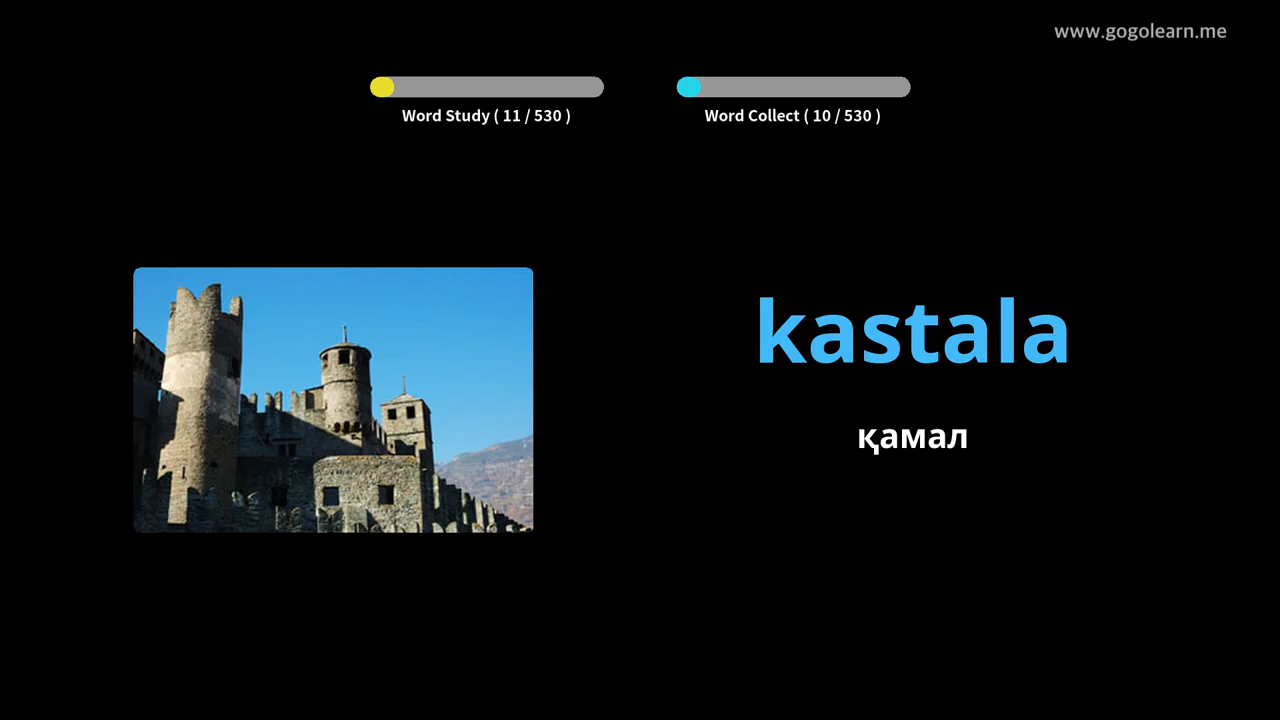 www.gogolearn.me
Word Study ( 11 / 530 )
Word Collect ( 10 / 530 )
kastala
қамал